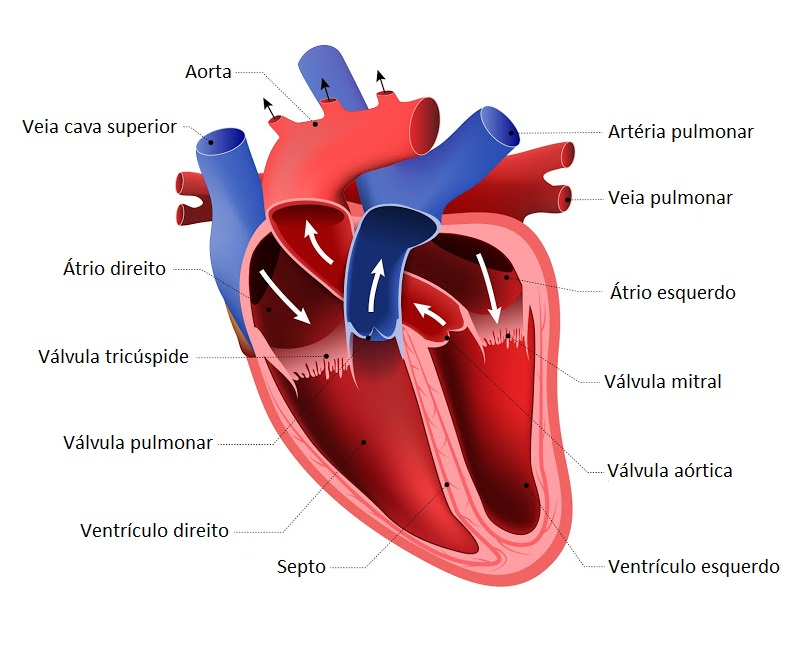 Aorta
Veia cava superior
Artéria pulmonar
Veia pulmonar
Átrio direito
Átrio esquerdo
Válvula tricúspide
Válvula mitral
Válvula pulmonar
Válvula aórtica
Ventrículo direito
Septo
Ventrículo esquerdo